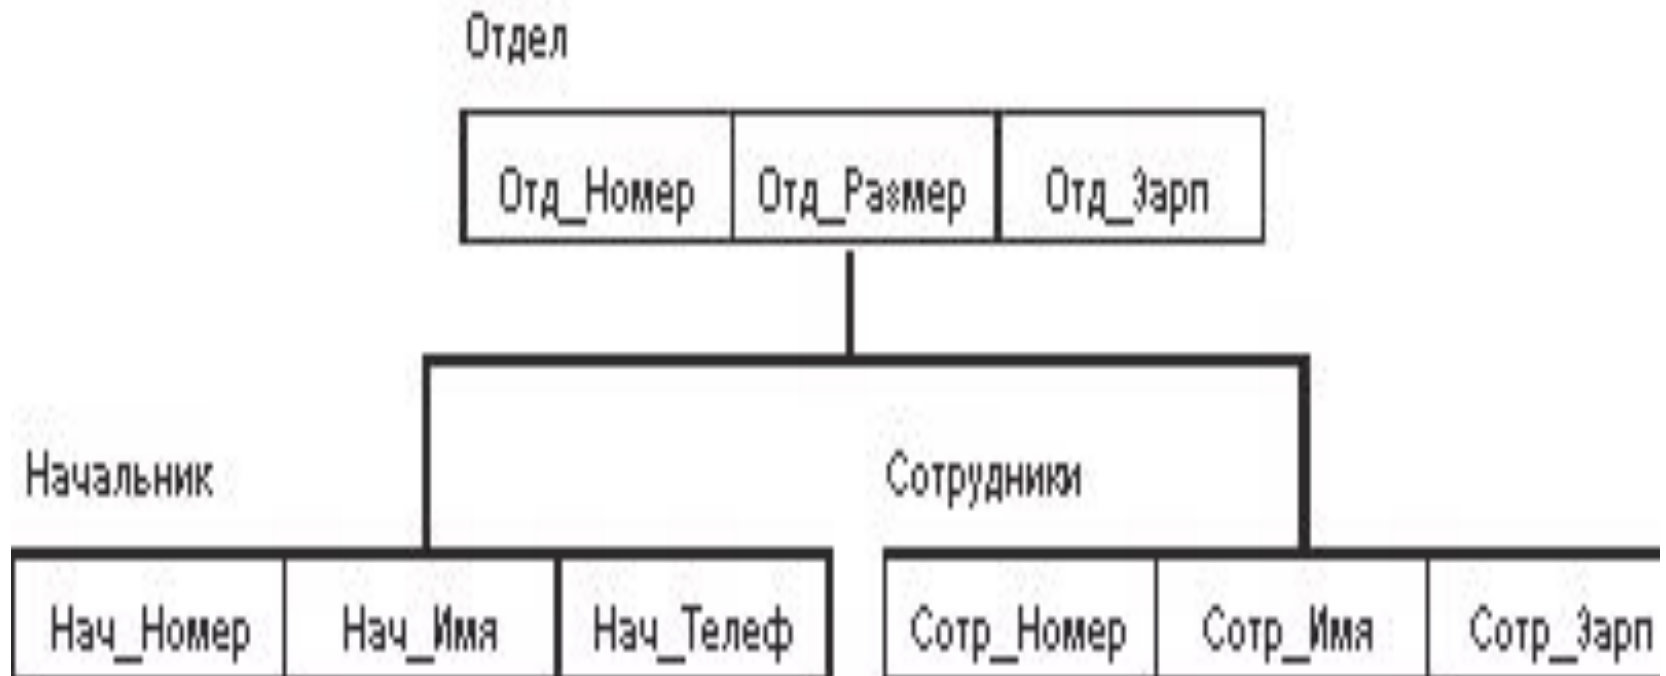 Отдел
Отд_Номер Отд_Размер Отд_Зарп
Начальник Сотрудники
Нач_Номер Нач_Имя Нач_Телеф Сотр_Номер Сотр_Имя Сотр_Зарп